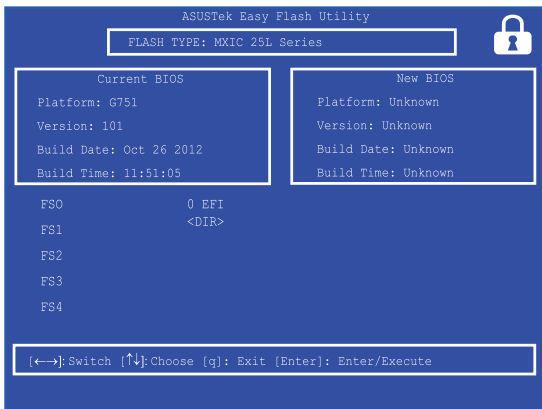 ASUSTek Easy Flash Utility
FLASH TYPE: MXIC 25L Series
Current BIOS
Platform: G751
Version: 101
Build Date: Oct 26 2012
Build Time: 11:51:05
New BIOS
Platform: Unknown
Version: Unknown
Build Date: Unknown
Build Time: Unknown
FSO 0 EFI
FS1 <DIR>
FS2
FS3
FS4
[←→]: Switch [↑↓]: Choose [q]: Exit [Enter]: Enter/Execute